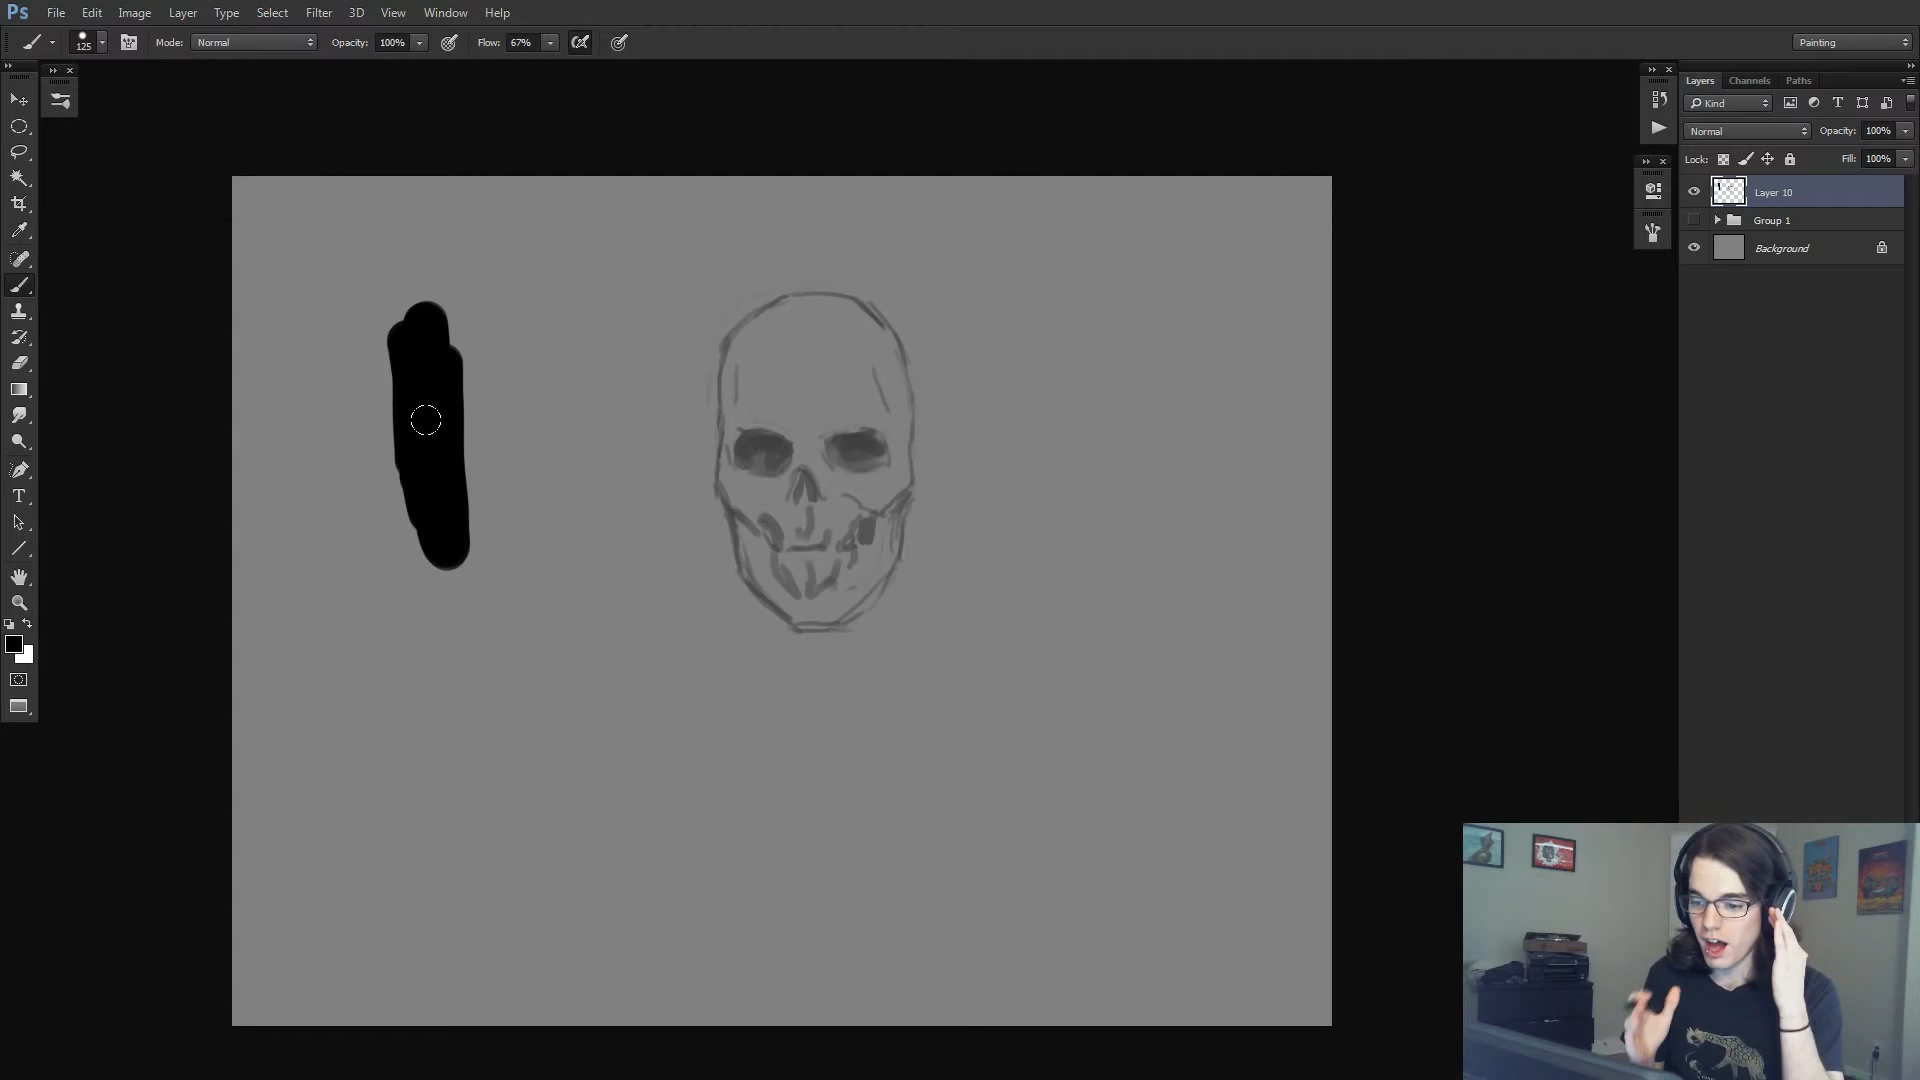 Ps File Edit Image Layer Type Select Filter 3D View Window Help
125 Mode: Normal Opacity: 100% Flow: 67% Painting
Layers Channels Paths
Kind
Normal Opacity: 100%
Lock: Fill: 100%
Layer 10
Group 1
Background